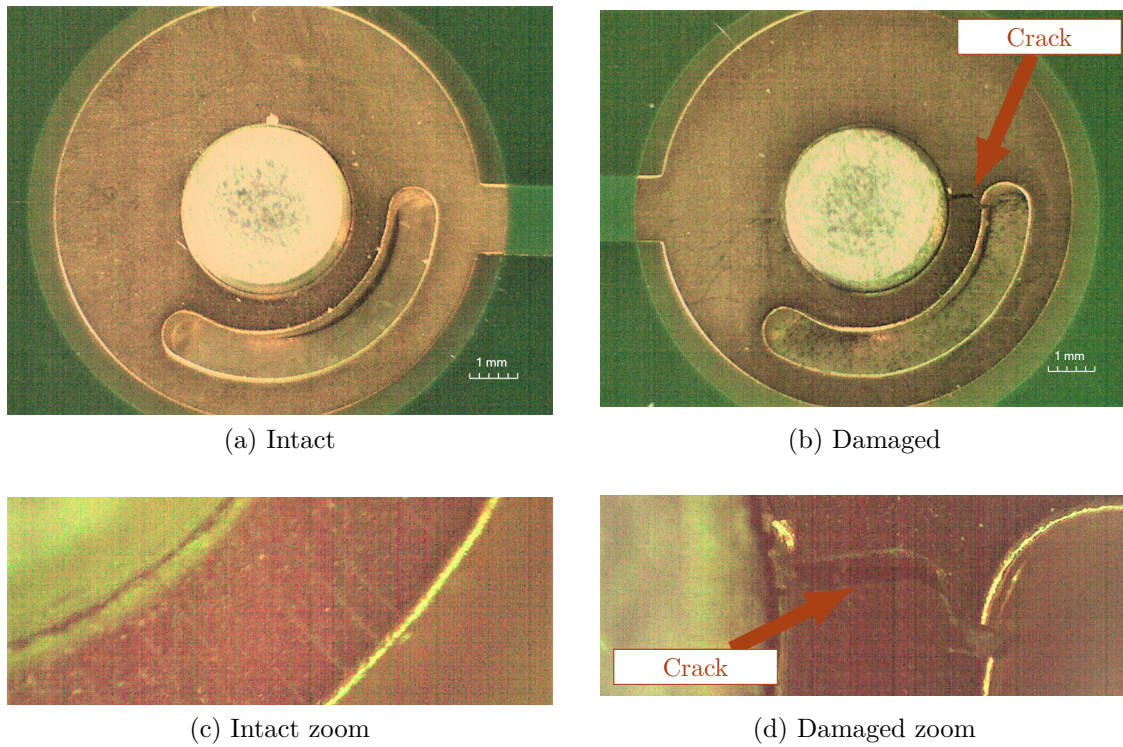 Crack
1 mm
1 mm
(a) Intact
(b) Damaged
Crack
(c) Intact zoom
(d) Damaged zoom